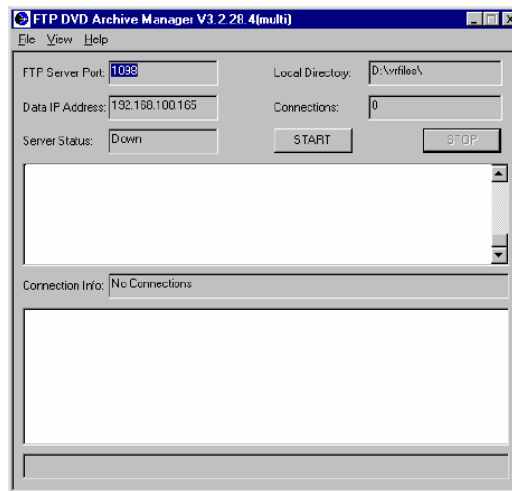 FTP DVD Archive Manager V3.2.28.4(multi)
File View Help
FTP Server Port: 1098
Local Directory: D:\vrfiles\
Data IP Address: 192.168.100.165
Connections: 0
Server Status: Down
START
STOP
Connection Info: No Connections